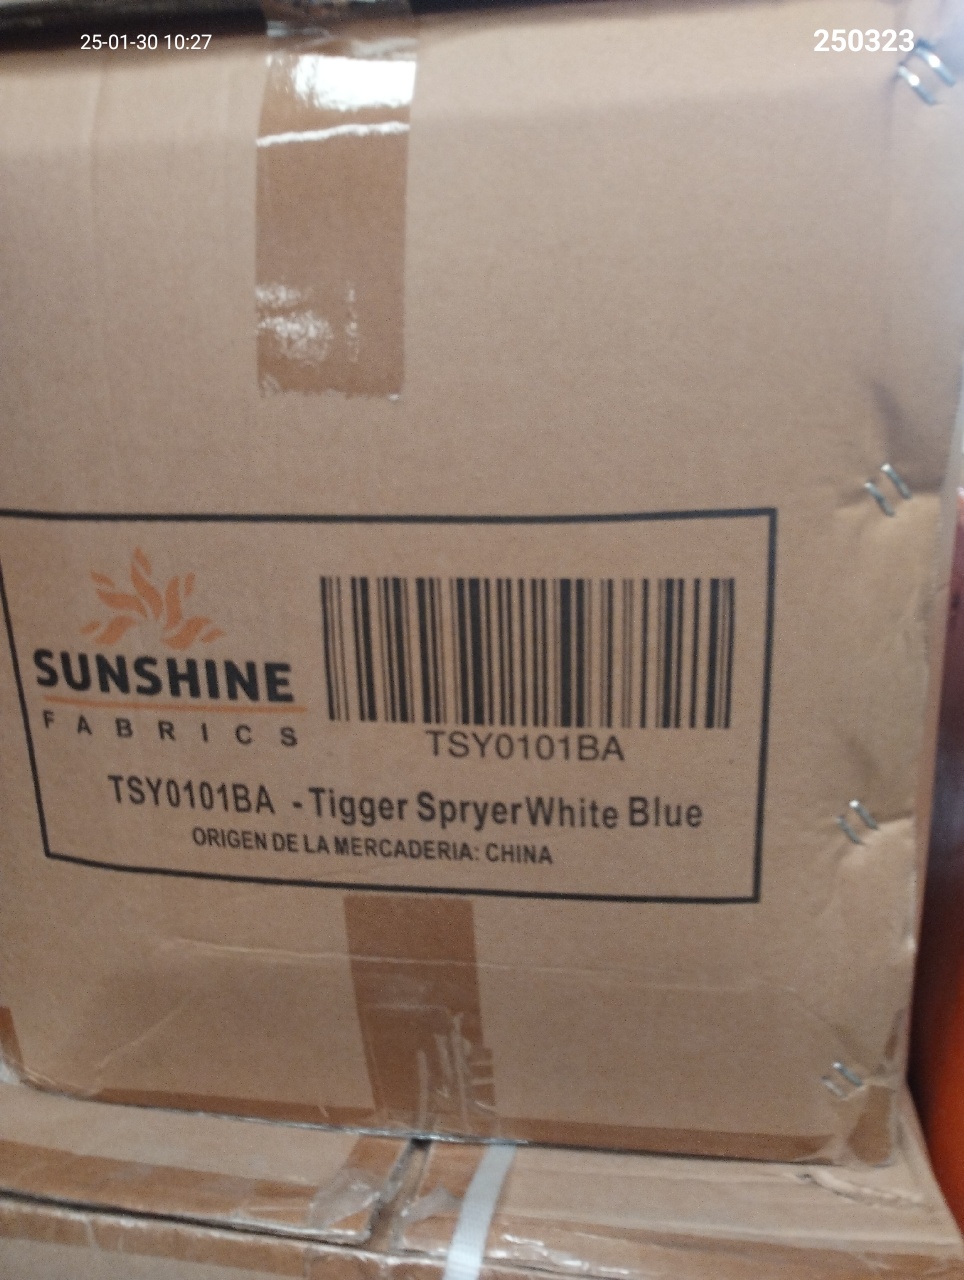 25-01-30 10:27
250323
SUNSHINE
FABRICS
TSY0101BA
TSY0101BA - Tigger SpryerWhite Blue
ORIGEN DE LA MERCADERIA: CHINA